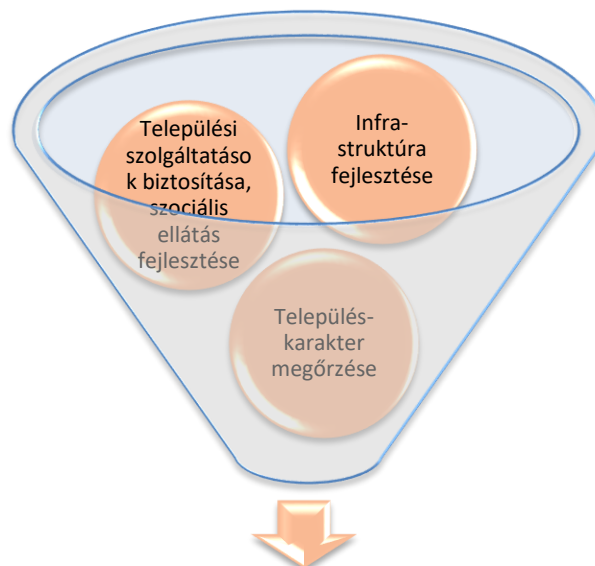 Települési
szolgáltatáso
k biztosítása,
szociális
ellátás
fejlesztése
Infra-
struktúra
fejlesztése
Település-
karakter
megőrzése